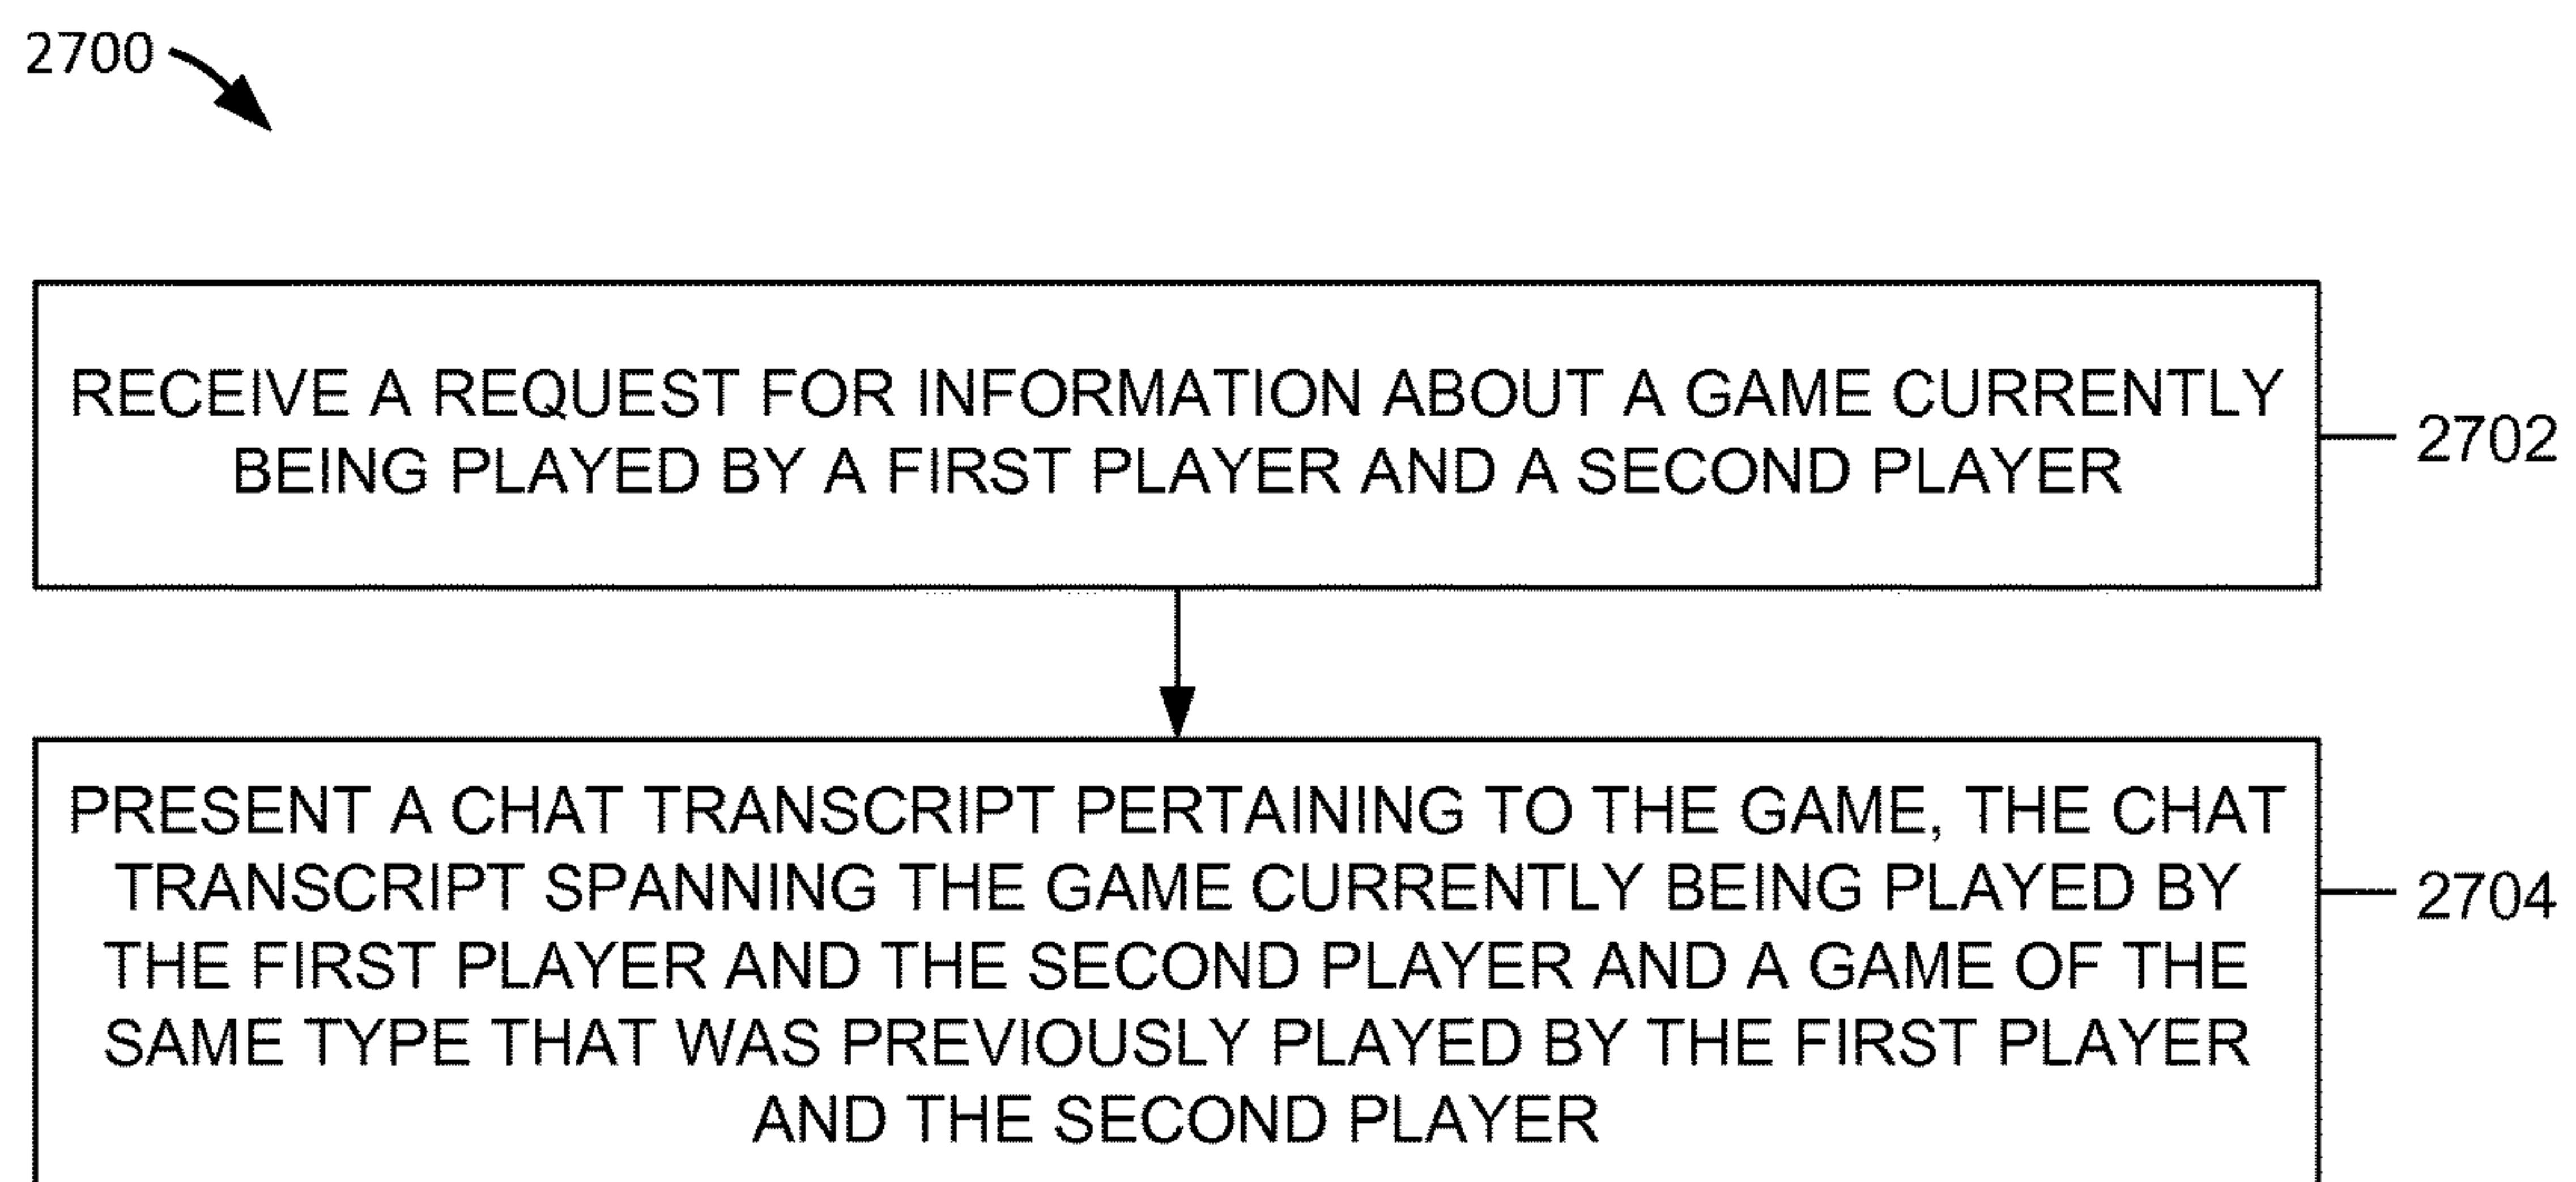 2700
RECEIVE A REQUEST FOR INFORMATION ABOUT A GAME CURRENTLY
BEING PLAYED BY A FIRST PLAYER AND A SECOND PLAYER
2702
PRESENT A CHAT TRANSCRIPT PERTAINING TO THE GAME, THE CHAT
TRANSCRIPT SPANNING THE GAME CURRENTLY BEING PLAYED BY
THE FIRST PLAYER AND THE SECOND PLAYER AND A GAME OF THE
SAME TYPE THAT WAS PREVIOUSLY PLAYED BY THE FIRST PLAYER
AND THE SECOND PLAYER
2704